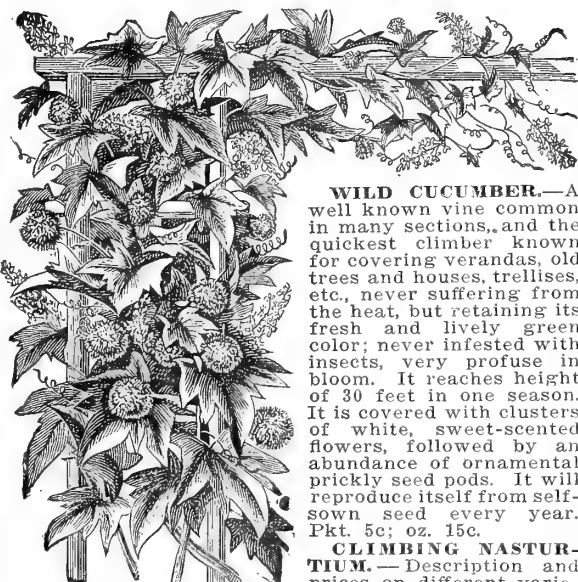 WILD CUCUMBER.—A
well known vine common
in many sections, and the
quickest climber known
for covering verandas, old
trees and houses, trellises,
etc., never suffering from
the heat, but retaining its
fresh and lively green
color; never infested with
insects, very profuse in
bloom. It reaches height
of 30 feet in one season.
It is covered with clusters
of white, sweet-scented
flowers, followed by an
abundance of ornamental
prickly seed pods. It will
reproduce itself from self-
sown seed every year.
Pkt. 5c; oz. 15c.
CLIMBING NASTUR-
TIUM.—Description and
prices on different varie-